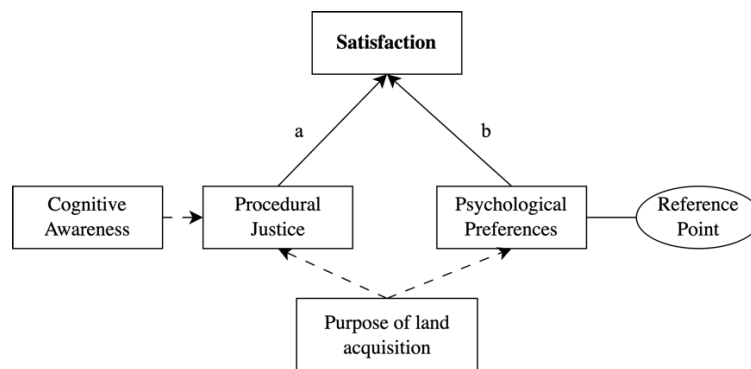 Satisfaction
a
b
Cognitive
Awareness
Procedural
Justice
Psychological
Preferences
Reference
Point
Purpose of land
acquisition